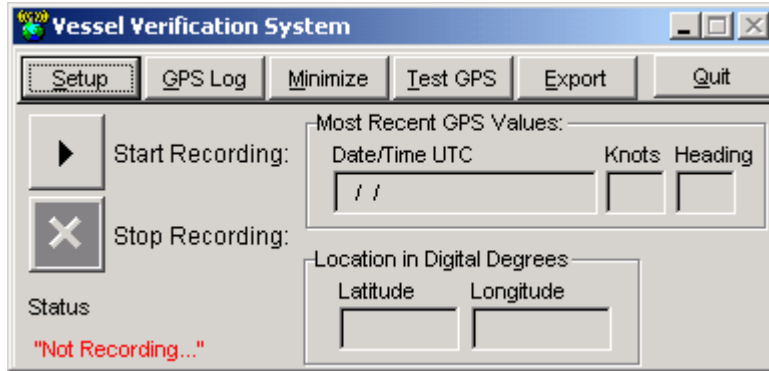 Vessel Verification System
Setup GPS Log Minimize Test GPS Export Quit
Most Recent GPS Values:
Start Recording: Date/Time UTC Knots Heading
/ /
Stop Recording:
Location in Digital Degrees
Latitude Longitude
Status
"Not Recording..."